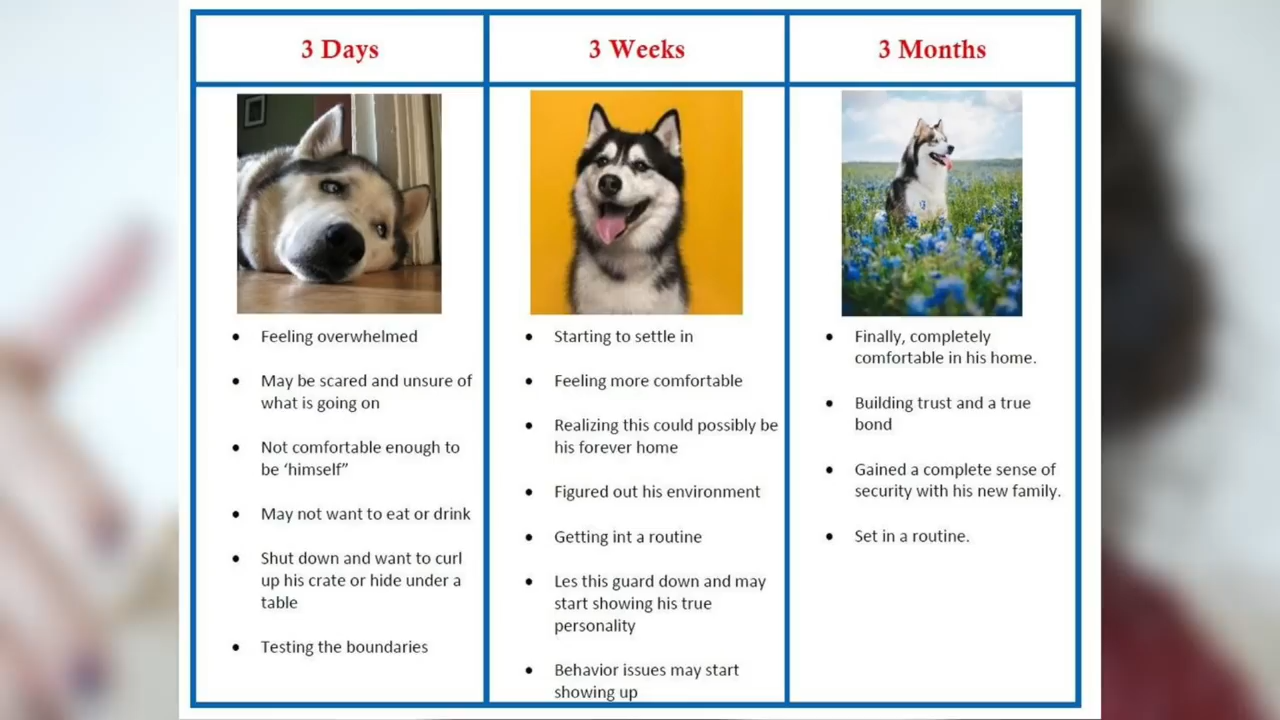 3 Days
3 Weeks
3 Months
• Feeling overwhelmed
• May be scared and unsure of
what is going on
• Not comfortable enough to
be ‘himself”
• May not want to eat or drink
• Shut down and want to curl
up his crate or hide under a
table
• Testing the boundaries
• Starting to settle in
• Feeling more comfortable
• Realizing this could possibly be
his forever home
• Figured out his environment
• Getting int a routine
• Les this guard down and may
start showing his true
personality
• Behavior issues may start
showing up
• Finally, completely
comfortable in his home.
• Building trust and a true
bond
• Gained a complete sense of
security with his new family.
• Set in a routine.